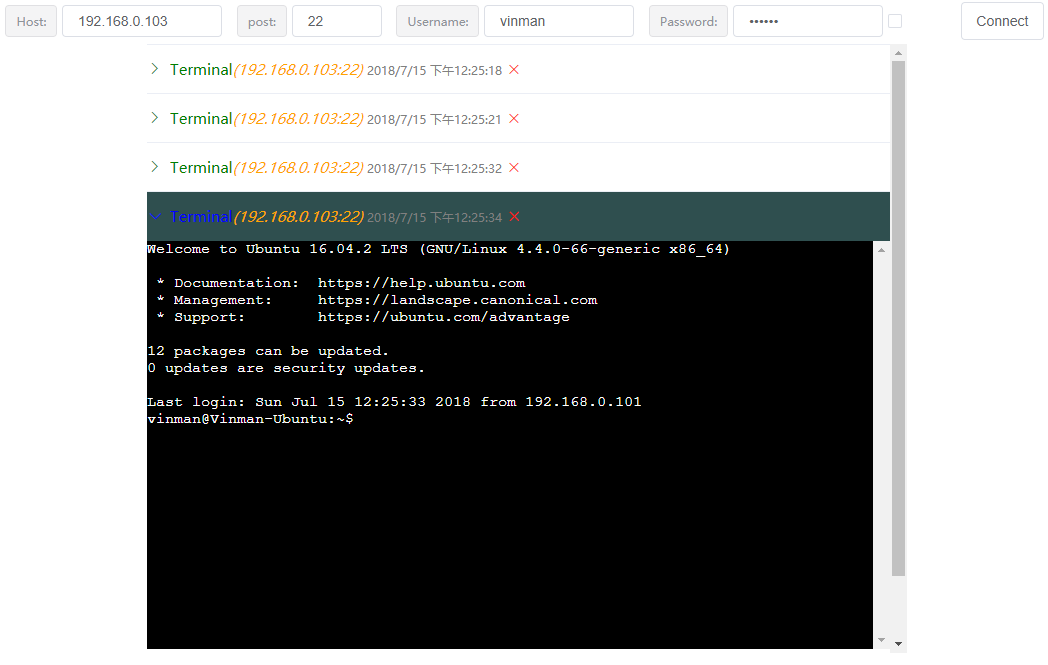 Host: 192.168.0.103 post: 22 Username: vinman Password: •••••• Connect
Terminal(192.168.0.103:22) 2018/7/15 下午12:25:18
Terminal(192.168.0.103:22) 2018/7/15 下午12:25:21
Terminal(192.168.0.103:22) 2018/7/15 下午12:25:32
Terminal(192.168.0.103:22) 2018/7/15 下午12:25:34
Welcome to Ubuntu 16.04.2 LTS (GNU/Linux 4.4.0-66-generic x86_64)
* Documentation: https://help.ubuntu.com
* Management: https://landscape.canonical.com
* Support: https://ubuntu.com/advantage
12 packages can be updated.
0 updates are security updates.
Last login: Sun Jul 15 12:25:33 2018 from 192.168.0.101
vinman@Vinman-Ubuntu:~$